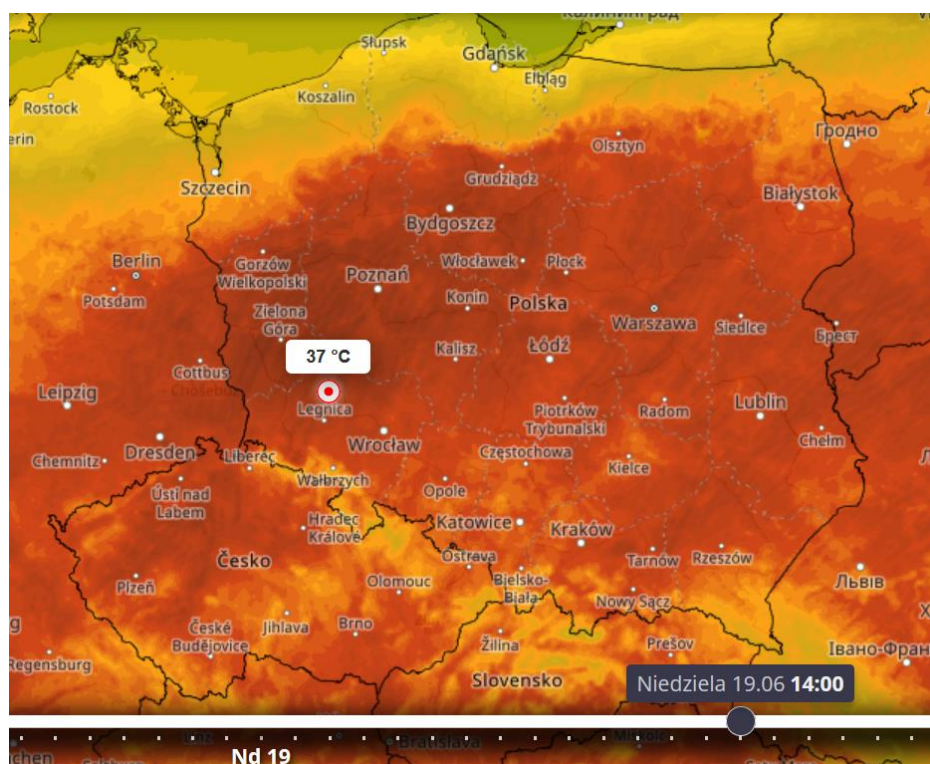 Słupsk
Gdańsk
Elbląg
Koszalin
Rostock
Гродно
Olsztyn
Grudziądz
Szczecin
Białystok
Bydgoszcz
Berlin
Gorzów
Wielkopolski
Włocławek
Płock
Poznań
Potsdam
Konin
Polska
Zielona
Góra
Warszawa
Siedlce
Брест
37 °C
Kalisz
Łódź
Cottbus
Leipzig
Legnica
Piotrków
Trybunalski
Radom
Lublin
Wrocław
Chełm
Dresden
Liberec
Częstochowa
Chemnitz
Kielce
Wałbrzych
Ústí nad
Labem
Opole
Hradec
Králové
Katowice
Kraków
Česko
Ostrava
Tarnów
Rzeszów
Plzeň
Olomouc
Bielsko-
Biała
Львів
Nowy Sącz
České
Budějovice
Jihlava
Brno
Žilina
Prešov
Regensburg
Slovensko
Niedziela 19.06 14:00
Bratislava
Nd 19